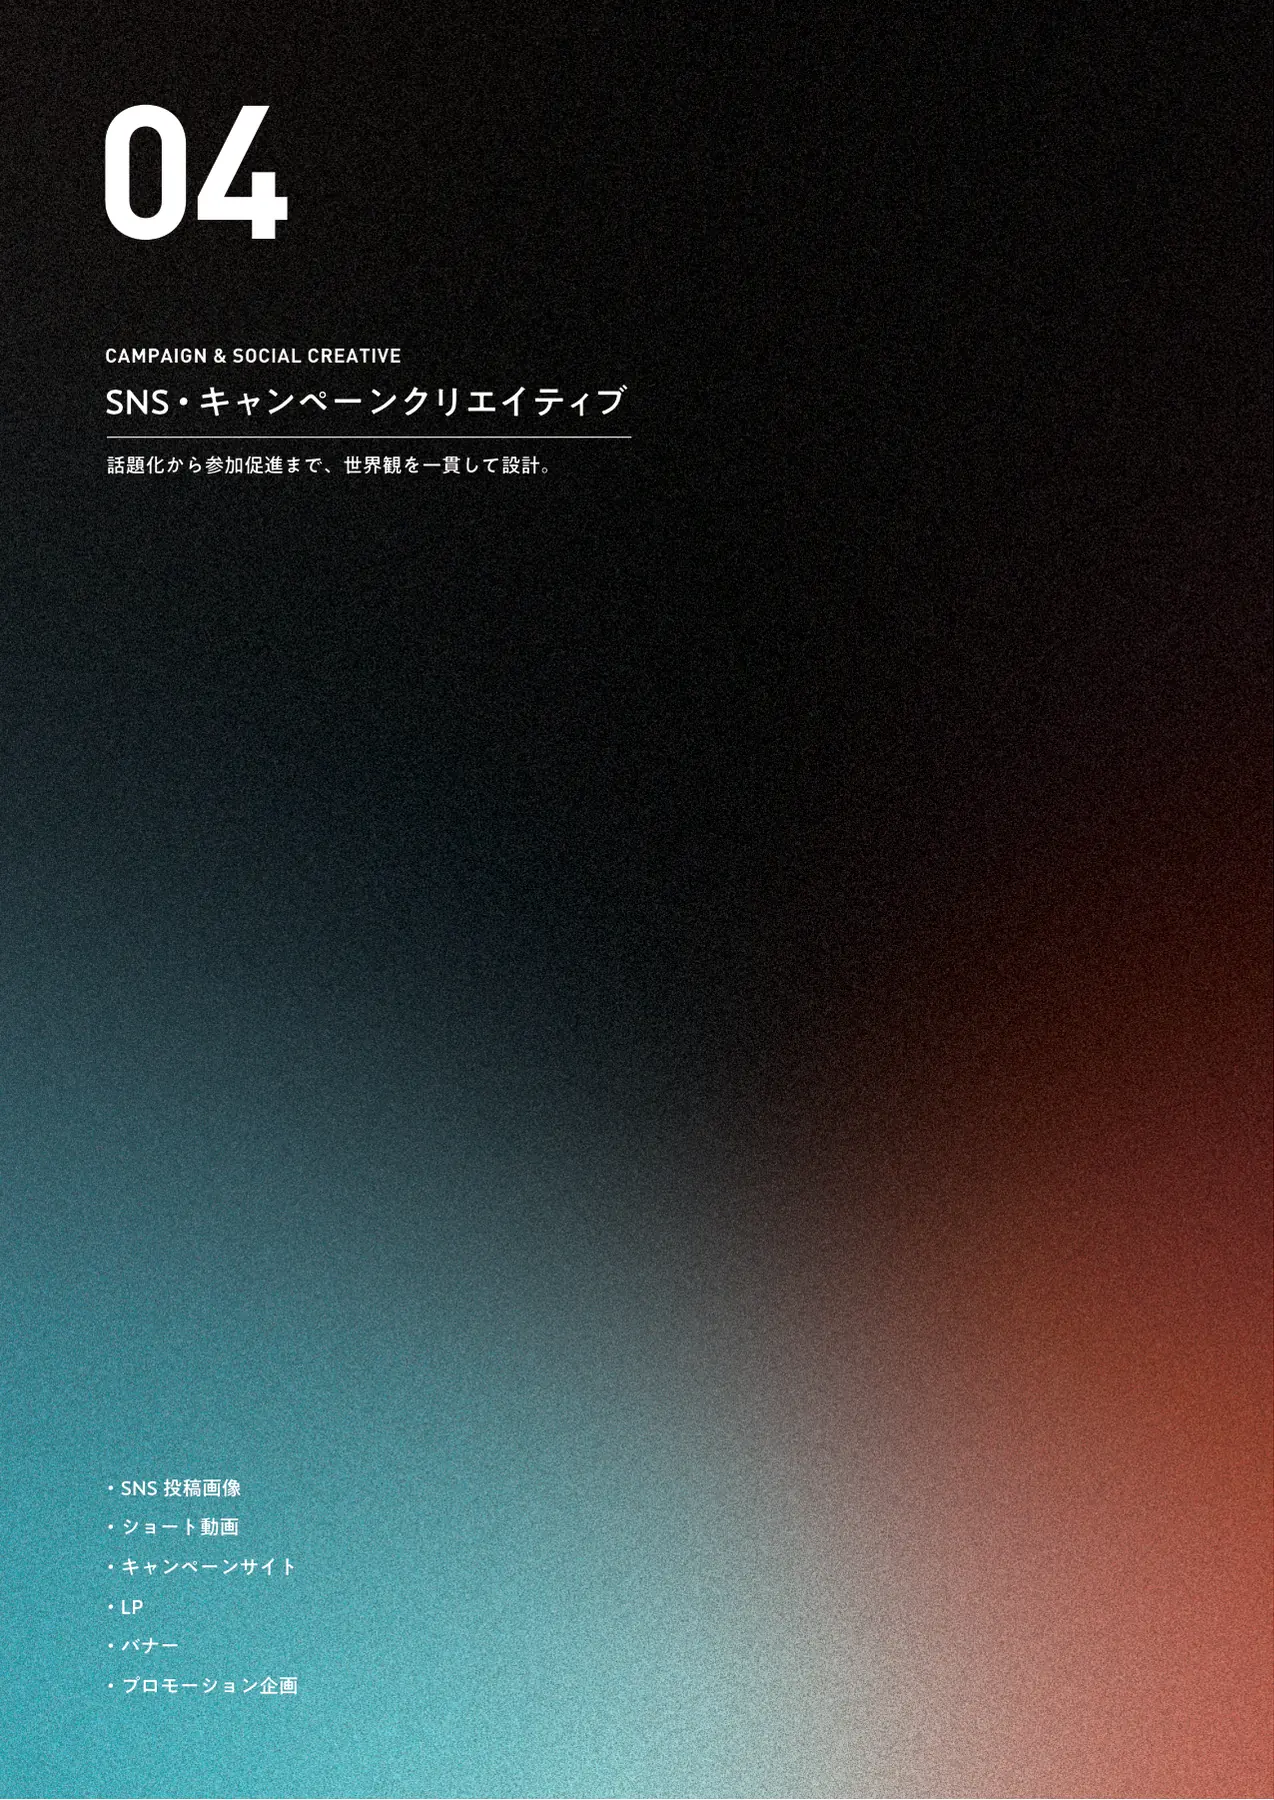 04
CAMPAIGN & SOCIAL CREATIVE
SNS・キャンペーンクリエイティブ
話題化から参加促進まで、世界観を一貫して設計。
・SNS 投稿画像
・ショート動画
・キャンペーンサイト
・LP
・バナー
・プロモーション企画